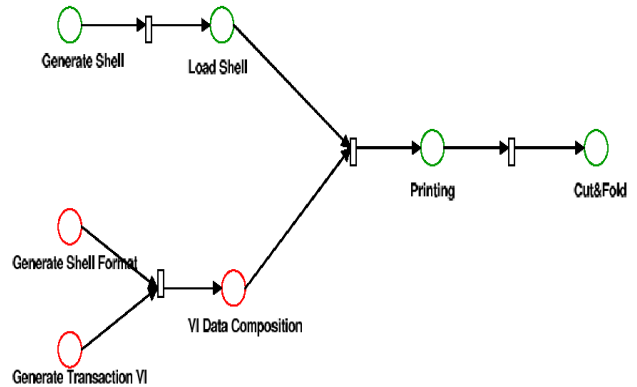 Generate Shell
Load Shell
Printing
Cut&Fold
Generate Shell Format
VI Data Composition
Generate Transaction VI